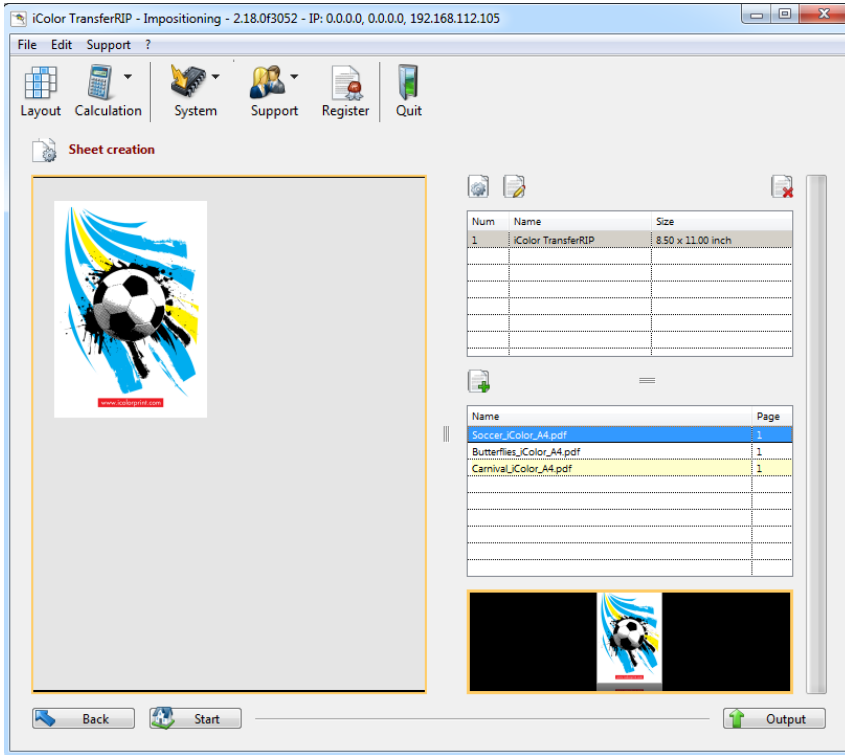 iColor TransferRIP - Impositioning - 2.18.0f3052 - IP: 0.0.0.0, 0.0.0.0, 192.168.112.105
File Edit Support ?
Layout Calculation System Support Register Quit
Sheet creation
www.icolorprint.com
Num Name Size
1 iColor TransferRIP 8.50 x 11.00 inch
Name Page
Soccer_iColor_A4.pdf 1
Butterflies_iColor_A4.pdf 1
Carnival_iColor_A4.pdf 1
Back Start Output